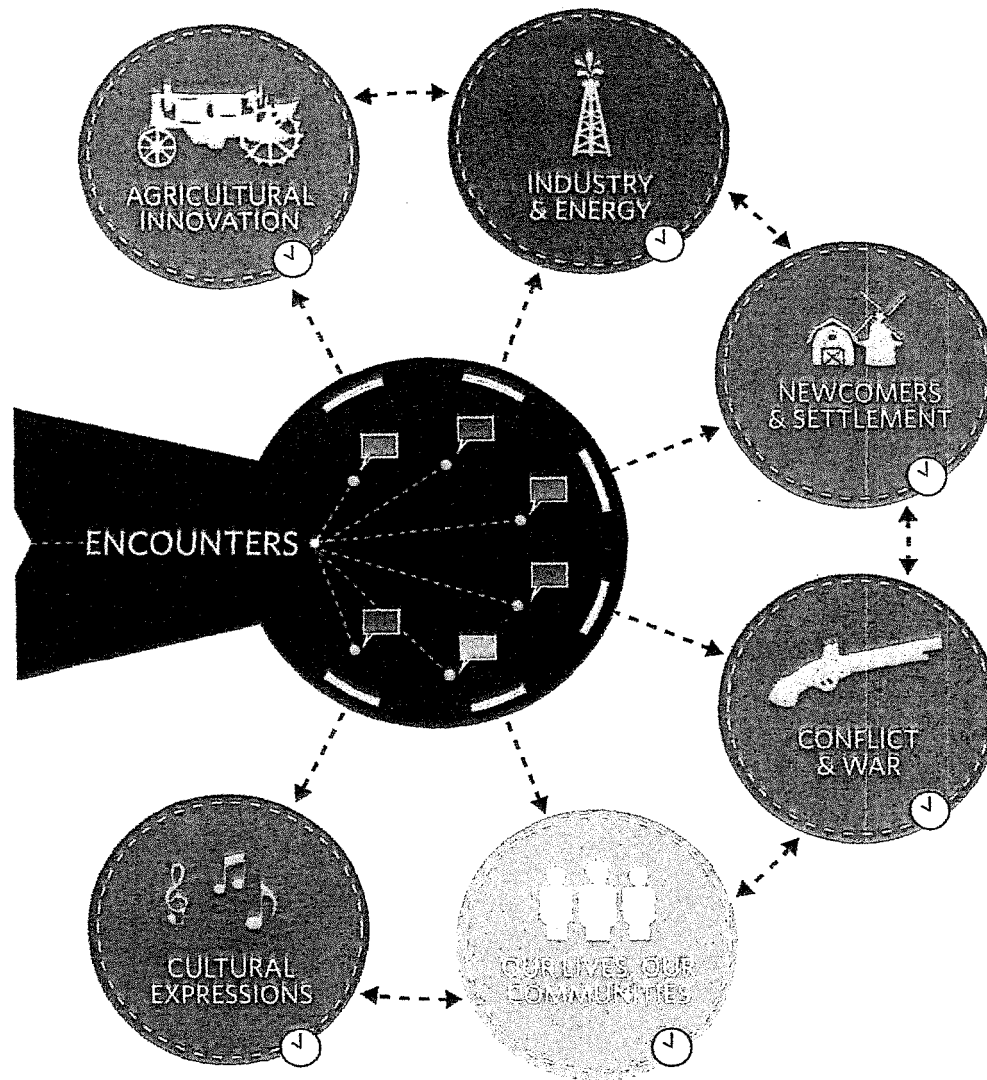 AGRICULTURAL
INNOVATION
INDUSTRY
& ENERGY
NEWCOMERS
& SETTLEMENT
ENCOUNTERS
CONFLICT
& WAR
CULTURAL
EXPRESSIONS
OUR LIVES, OUR
COMMUNITIES